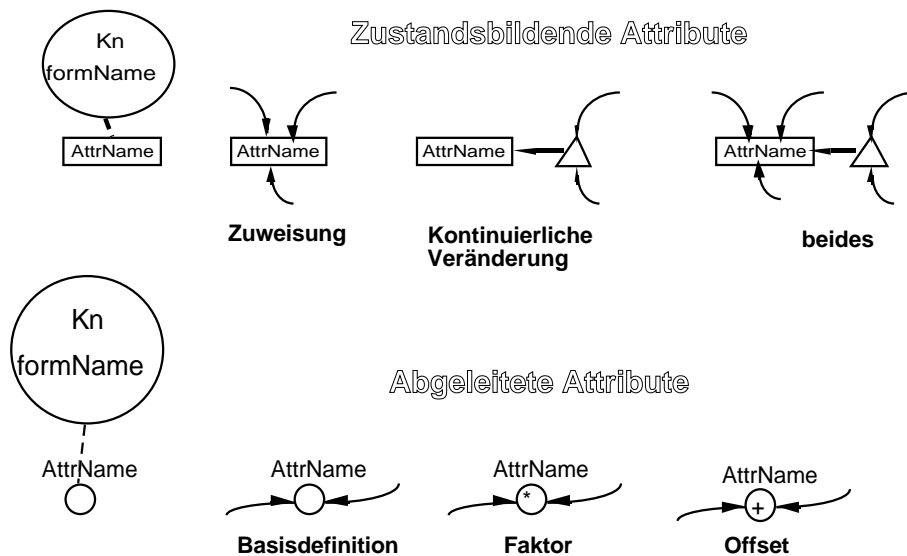 Kn
formName
Zustandsbildende Attribute
AttrName
AttrName
AttrName
AttrName
Zuweisung
Kontinuierliche
Veränderung
beides
Kn
formName
Abgeleitete Attribute
AttrName
AttrName
AttrName
AttrName
*
+
Basisdefinition
Faktor
Offset